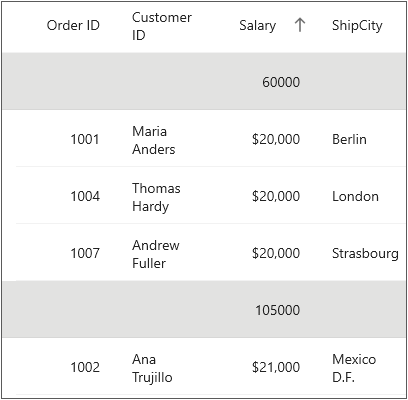 Order ID Customer ID Salary ↑ ShipCity
60000
1001 Maria Anders $20,000 Berlin
1004 Thomas Hardy $20,000 London
1007 Andrew Fuller $20,000 Strasbourg
105000
1002 Ana Trujillo $21,000 Mexico D.F.